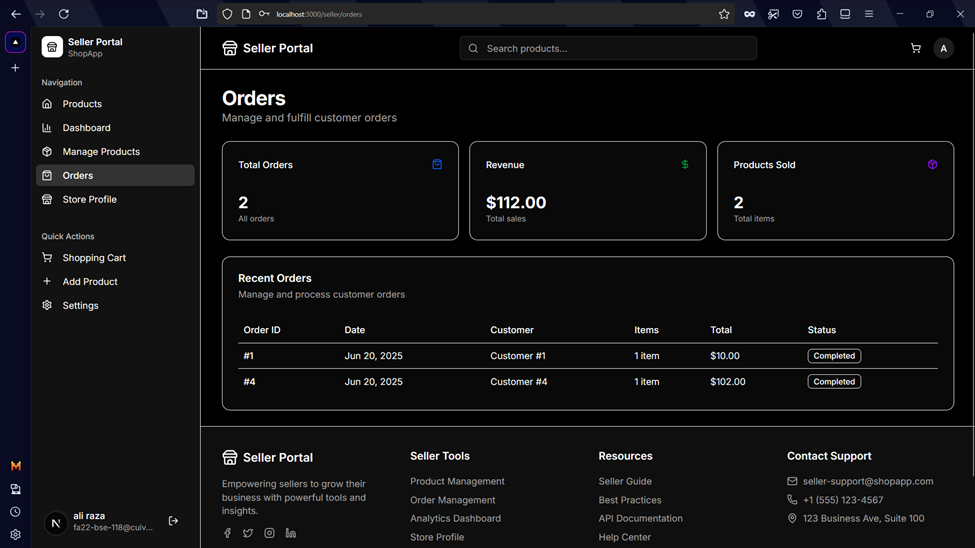 localhost:3000/seller/orders
Seller Portal
ShopApp
Navigation
Products
Dashboard
Manage Products
Orders
Store Profile
Quick Actions
Shopping Cart
Add Product
Settings
N
ali raza
fa22-bse-118@cuiv...
Seller Portal
Search products...
A
Orders
Manage and fulfill customer orders
Total Orders
2
All orders
Revenue
$
$112.00
Total sales
Products Sold
2
Total items
Recent Orders
Manage and process customer orders
Order ID Date Customer Items Total Status
#1 Jun 20, 2025 Customer #1 1 item $10.00 Completed
#4 Jun 20, 2025 Customer #4 1 item $102.00 Completed
Seller Portal
Empowering sellers to grow their
business with powerful tools and
insights.
Seller Tools
Product Management
Order Management
Analytics Dashboard
Store Profile
Resources
Seller Guide
Best Practices
API Documentation
Help Center
Contact Support
seller-support@shopapp.com
+1 (555) 123-4567
123 Business Ave, Suite 100